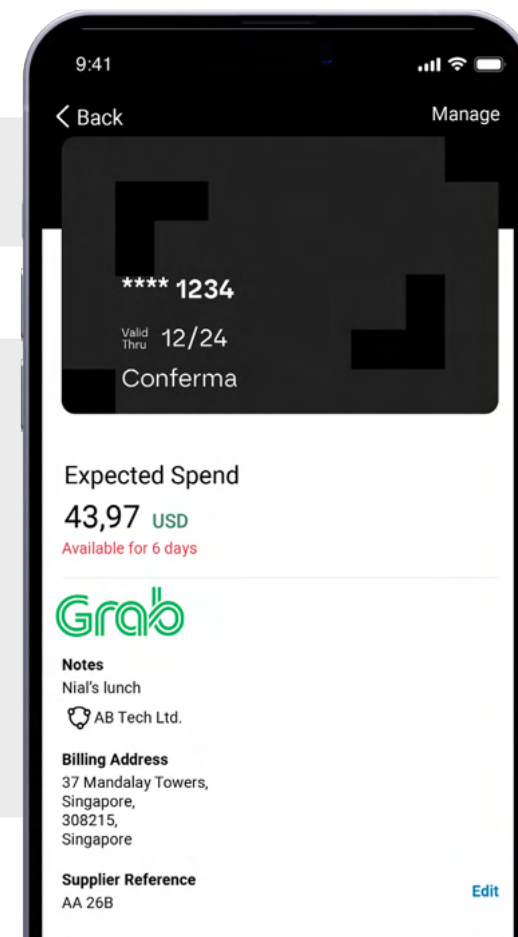 9:41
Back
Manage
**** 1234
Valid Thru 12/24
Conferma
Expected Spend
43,97 USD
Available for 6 days
Grab
Notes
Nial's lunch
AB Tech Ltd.
Billing Address
37 Mandalay Towers,
Singapore,
308215,
Singapore
Supplier Reference
Edit
AA 26B